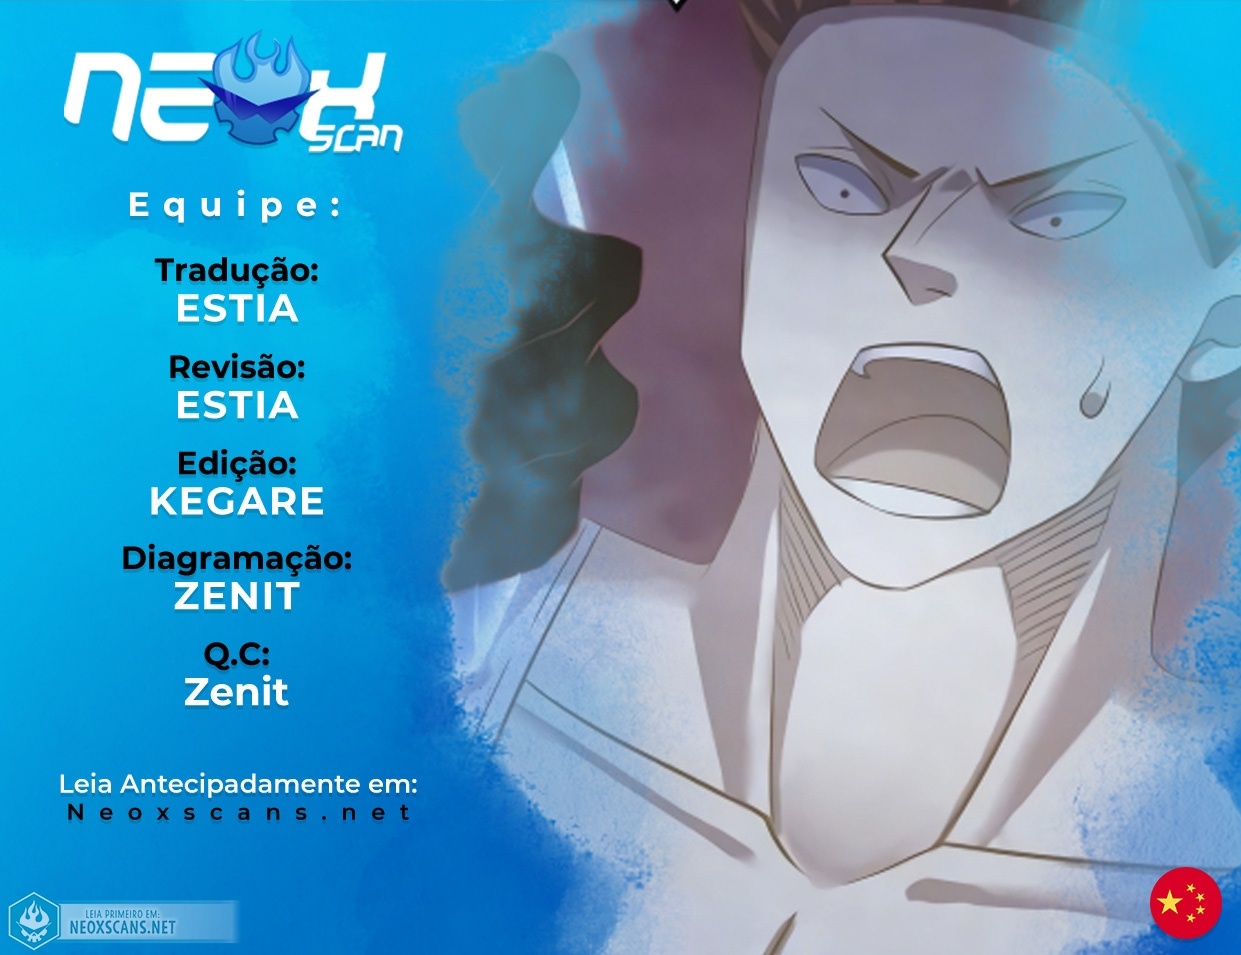 NEOX
SCAN
Equipe:
Tradução:
ESTIA
Revisão:
ESTIA
Edição:
KEGARE
Diagramação:
ZENIT
Q.C:
Zenit
Leia Antecipadamente em:
Neoxscans.net
LEIA PRIMEIRO EM:
NEOXSCANS.NET